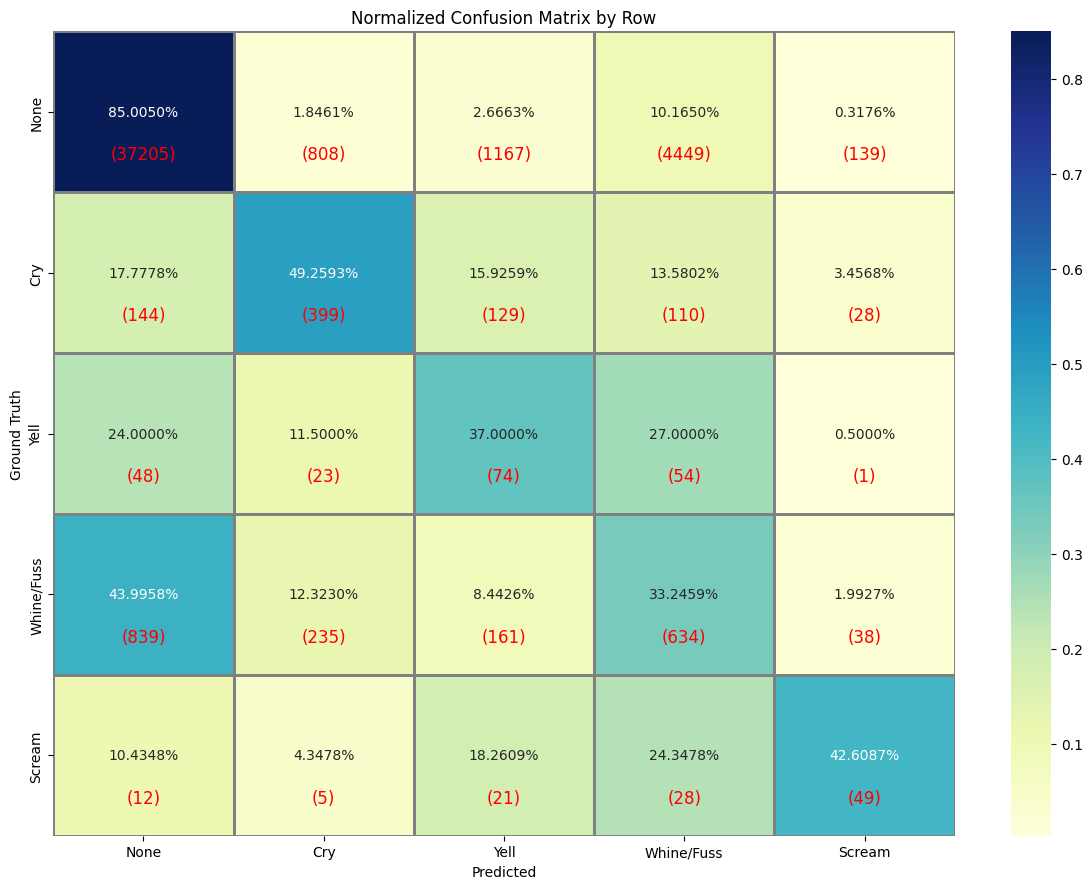 Normalized Confusion Matrix by Row
Ground Truth
None
85.0050% 1.8461% 2.6663% 10.1650% 0.3176%
(37205) (808) (1167) (4449) (139)
Cry
17.7778% 49.2593% 15.9259% 13.5802% 3.4568%
(144) (399) (129) (110) (28)
Yell
24.0000% 11.5000% 37.0000% 27.0000% 0.5000%
(48) (23) (74) (54) (1)
Whine/Fuss
43.9958% 12.3230% 8.4426% 33.2459% 1.9927%
(839) (235) (161) (634) (38)
Scream
10.4348% 4.3478% 18.2609% 24.3478% 42.6087%
(12) (5) (21) (28) (49)
None Cry Yell Whine/Fuss Scream
Predicted
0.8
0.7
0.6
0.5
0.4
0.3
0.2
0.1